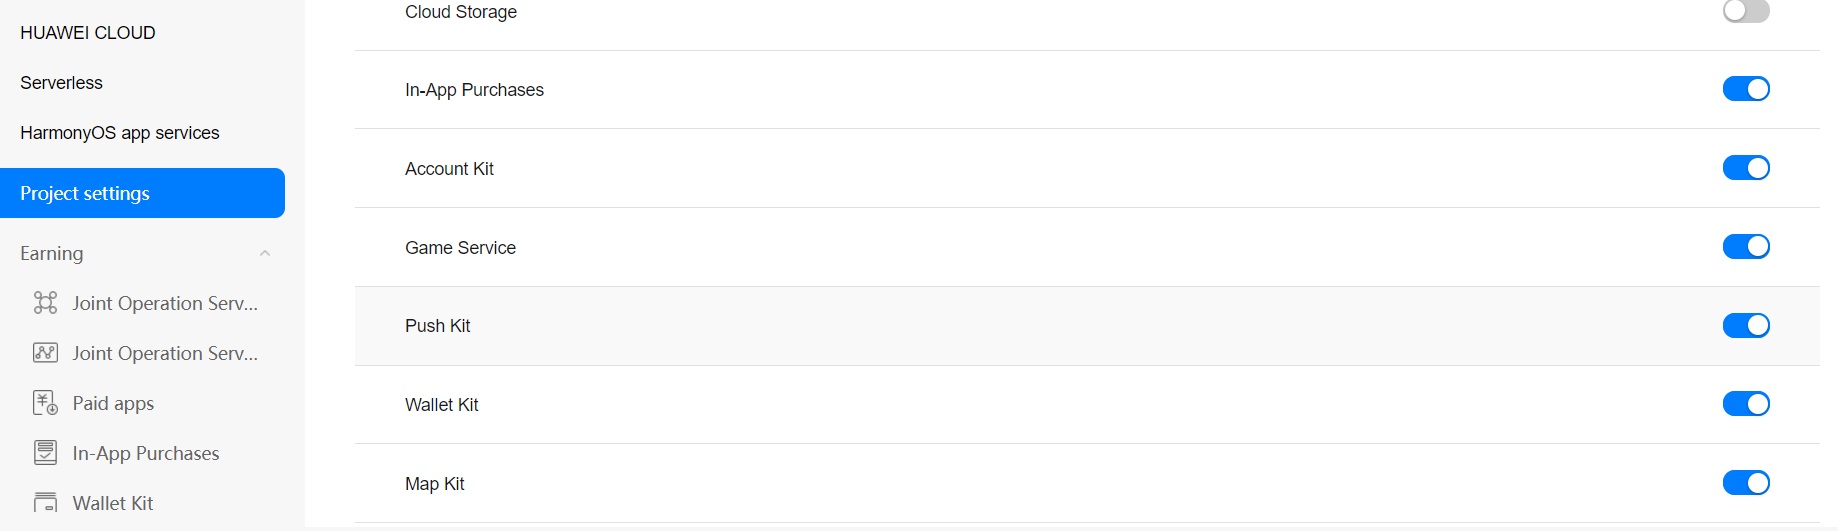 HUAWEI CLOUD
Serverless
HarmonyOS app services
Project settings
Earning
Joint Operation Serv...
Joint Operation Serv...
Paid apps
In-App Purchases
Wallet Kit
Cloud Storage
In-App Purchases
Account Kit
Game Service
Push Kit
Wallet Kit
Map Kit